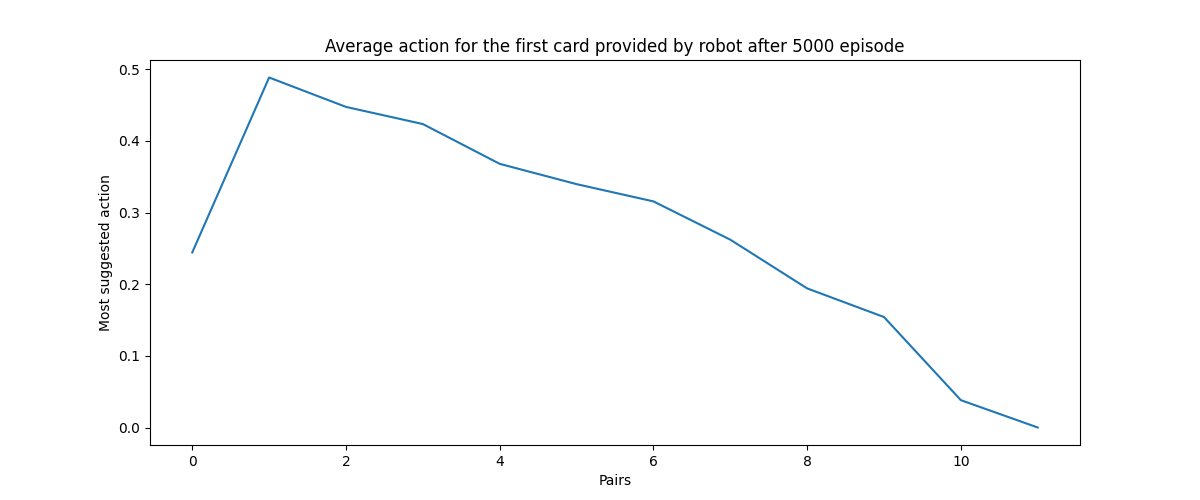 Average action for the first card provided by robot after 5000 episode
Most suggested action
0.5
0.4
0.3
0.2
0.1
0.0
0 2 4 6 8 10
Pairs